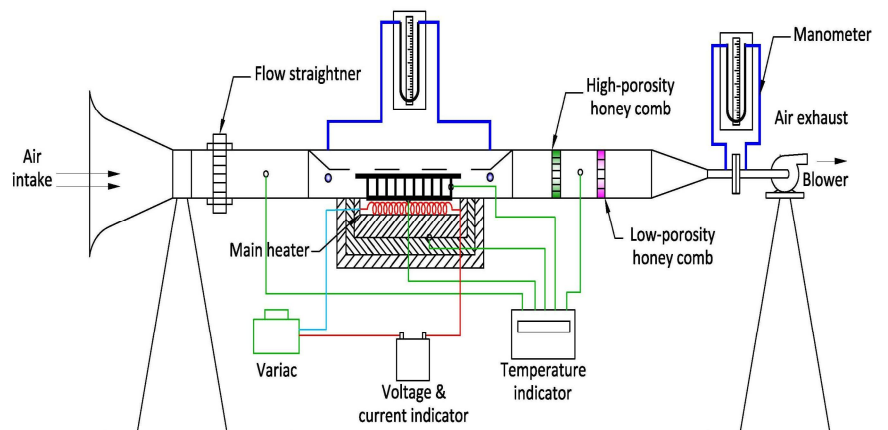 Flow straightner
High-porosity
honey comb
Manometer
Air exhaust
Air
intake
Blower
Main heater
Low-porosity
honey comb
Variac
Voltage &
current indicator
Temperature
indicator